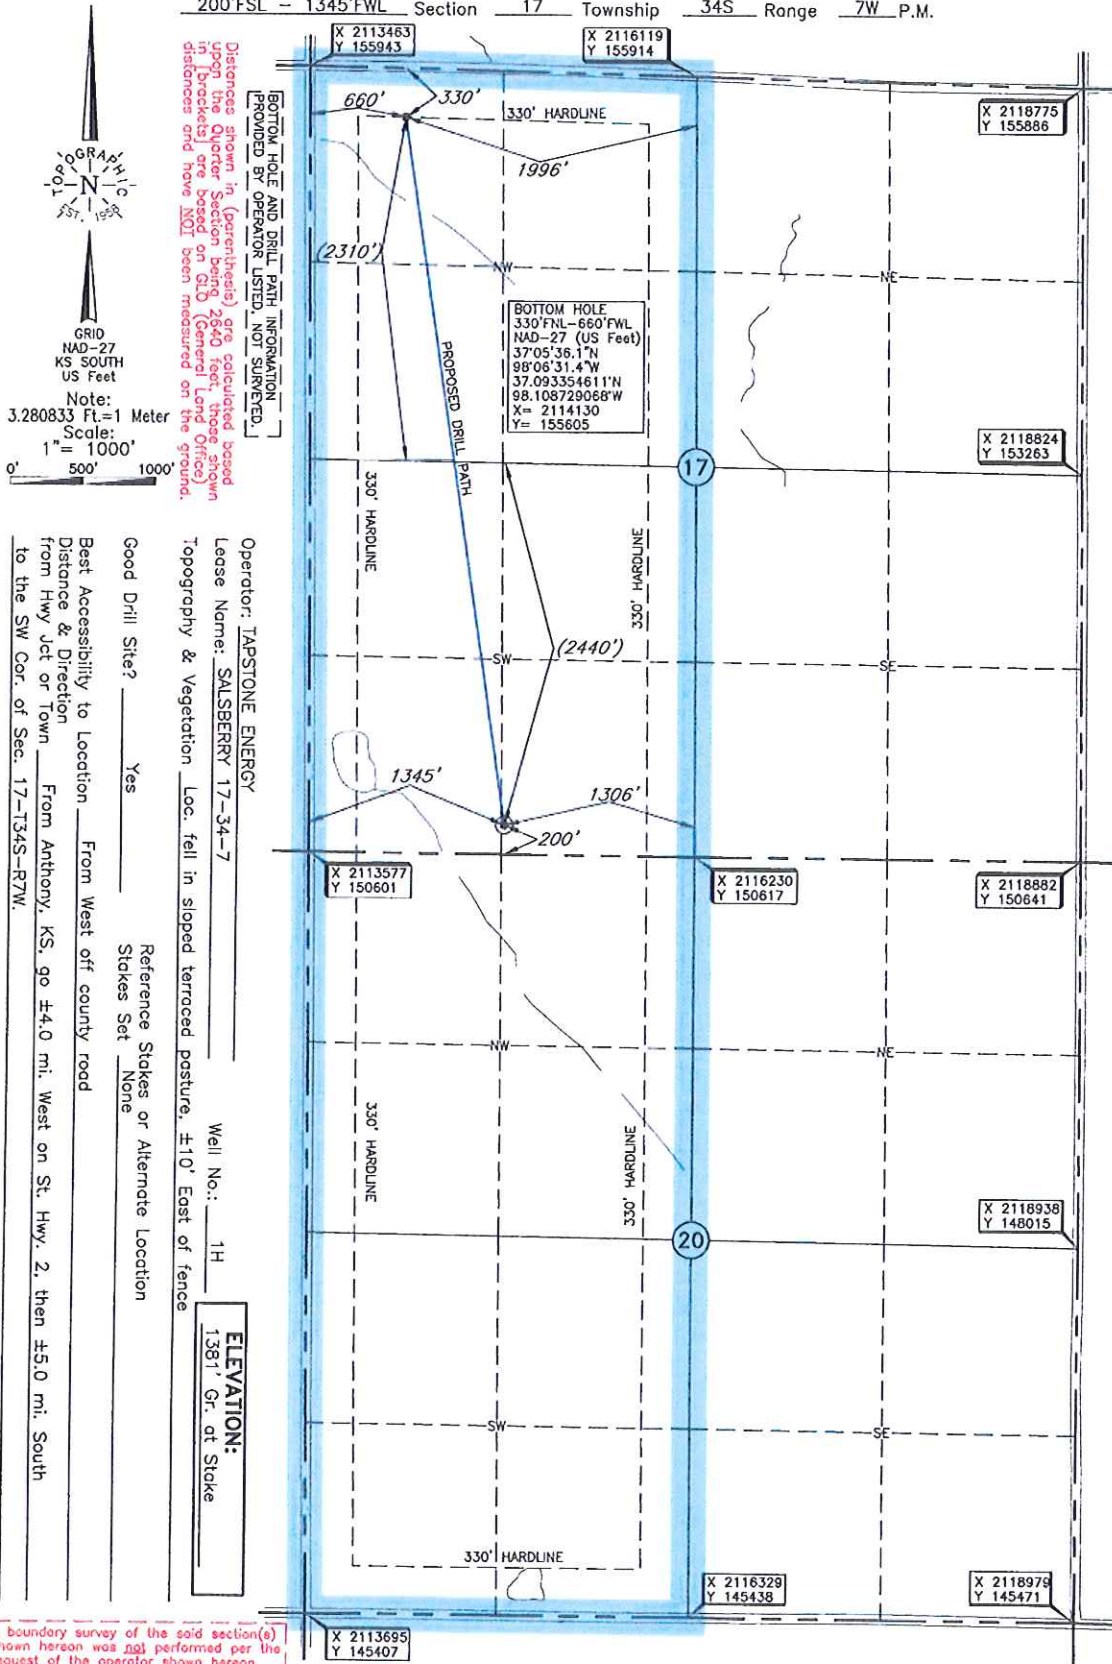 200'FSL - 1345'FWL Section 17 Township 34S Range 7W P.M.
X 2113463
Y 155943
X 2116119
Y 155914
X 2118775
Y 155886
TOPOGRAPHIC
N
EST. 1958
GRID
NAD-27
KS SOUTH
US Feet
Note:
3.280833 Ft.=1 Meter
Scale:
1"= 1000'
0' 500' 1000'
Distances shown in (parenthesis) are calculated based
upon the Quarter Section being 2640 feet, those shown
in [brackets] are based on GLO (General Land Office)
distances and have NOT been measured on the ground.
BOTTOM HOLE AND DRILL PATH INFORMATION
PROVIDED BY OPERATOR LISTED, NOT SURVEYED.
660'
330'
330' HARDLINE
1996'
(2310')
NW
NE
BOTTOM HOLE
330'FNL-660'FWL
NAD-27 (US Feet)
37°05'36.1"N
98°06'31.4"W
37.093354611°N
98.108729068°W
X= 2114130
Y= 155605
PROPOSED DRILL PATH
X 2118824
Y 153263
17
330' HARDLINE
330' HARDLINE
SW
(2440')
SE
1345'
1306'
200'
X 2113577
Y 150601
X 2116230
Y 150617
X 2118882
Y 150641
NW
NE
330' HARDLINE
330' HARDLINE
X 2118938
Y 148015
20
SW
SE
330' HARDLINE
X 2116329
Y 145438
X 2118979
Y 145471
X 2113695
Y 145407
Operator: TAPSTONE ENERGY
Lease Name: SALSBERRY 17-34-7
Well No.: 1H
ELEVATION:
1381' Gr. at Stake
Topography & Vegetation Loc. fell in sloped terraced pasture, ±10' East of fence
Good Drill Site? Yes
Reference Stakes or Alternate Location
Stakes Set None
Best Accessibility to Location From West off county road
Distance & Direction
from Hwy Jct or Town From Anthony, KS, go ±4.0 mi. West on St. Hwy. 2, then ±5.0 mi. South
to the SW Cor. of Sec. 17-T34S-R7W.
boundary survey of the said section(s)
shown hereon was not performed per the
request of the operator shown hereon